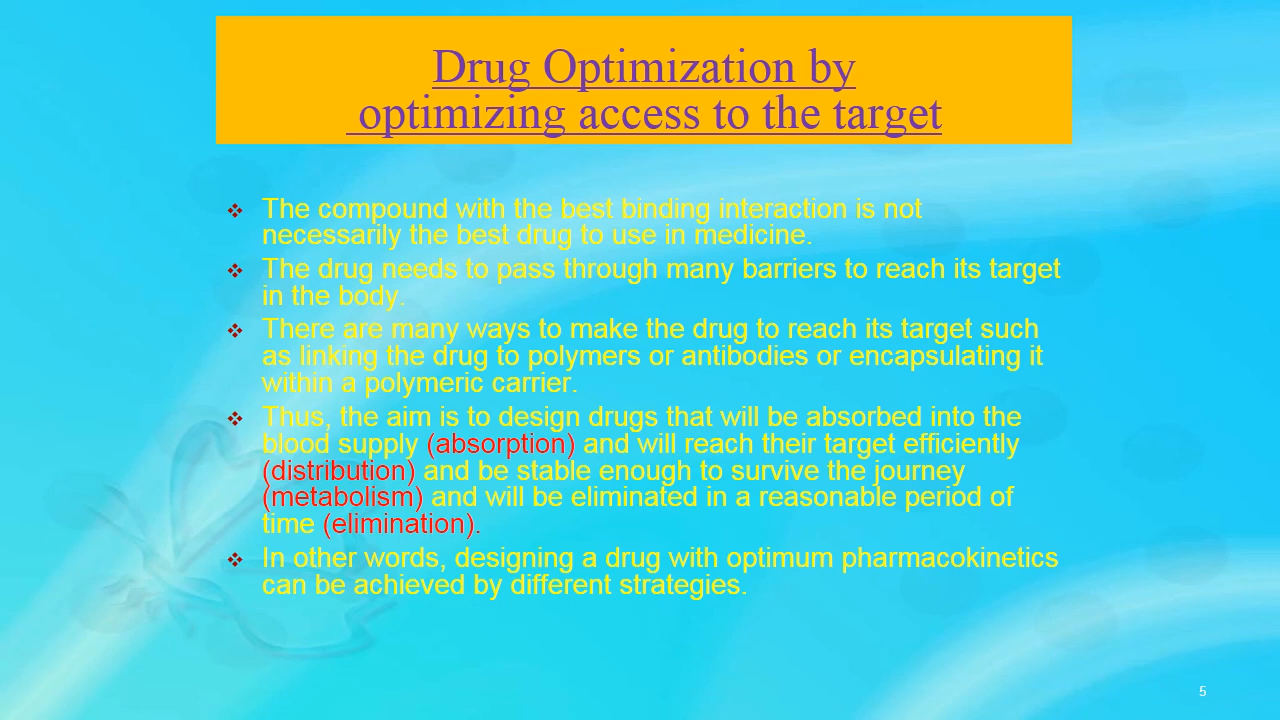 Drug Optimization by
optimizing access to the target
❖ The compound with the best binding interaction is not
necessarily the best drug to use in medicine.
❖ The drug needs to pass through many barriers to reach its target
in the body.
❖ There are many ways to make the drug to reach its target such
as linking the drug to polymers or antibodies or encapsulating it
within a polymeric carrier.
❖ Thus, the aim is to design drugs that will be absorbed into the
blood supply (absorption) and will reach their target efficiently
(distribution) and be stable enough to survive the journey
(metabolism) and will be eliminated in a reasonable period of
time (elimination).
❖ In other words, designing a drug with optimum pharmacokinetics
can be achieved by different strategies.
5